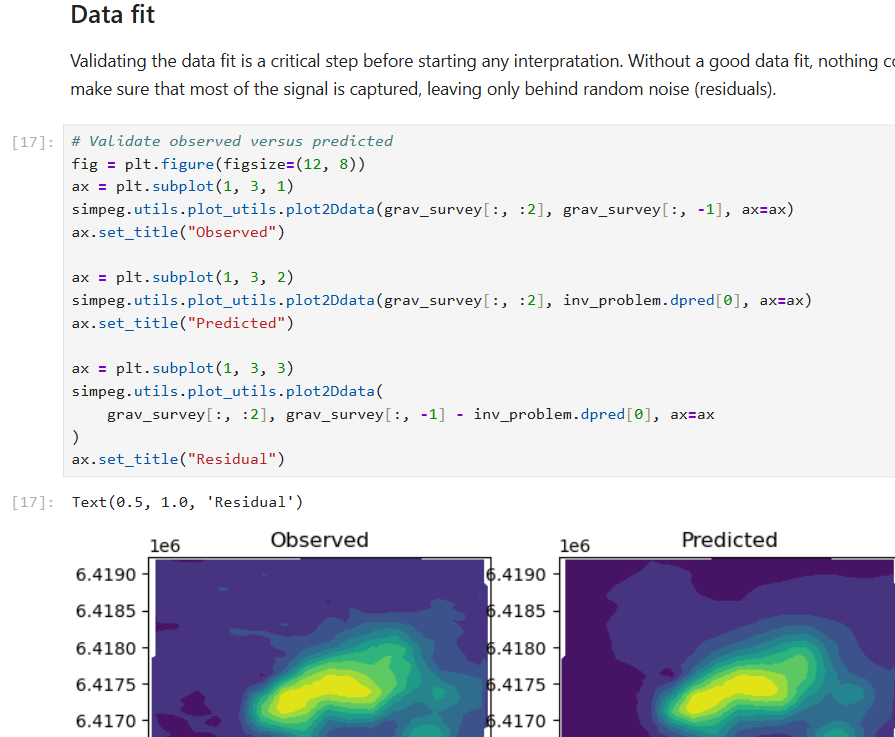 Data fit
Validating the data fit is a critical step before starting any interpratation. Without a good data fit, nothing
make sure that most of the signal is captured, leaving only behind random noise (residuals).
[17]:
# Validate observed versus predicted
fig = plt.figure(figsize=(12, 8))
ax = plt.subplot(1, 3, 1)
simpeg.utils.plot_utils.plot2Ddata(grav_survey[:, :2], grav_survey[:, -1], ax=ax)
ax.set_title("Observed")
ax = plt.subplot(1, 3, 2)
simpeg.utils.plot_utils.plot2Ddata(grav_survey[:, :2], inv_problem.dpred[0], ax=ax)
ax.set_title("Predicted")
ax = plt.subplot(1, 3, 3)
simpeg.utils.plot_utils.plot2Ddata(
    grav_survey[:, :2], grav_survey[:, -1] - inv_problem.dpred[0], ax=ax
)
ax.set_title("Residual")
[17]: Text(0.5, 1.0, 'Residual')
1e6 Observed
6.4190
6.4185
6.4180
6.4175
6.4170
1e6 Predicted
6.4190
6.4185
6.4180
6.4175
6.4170